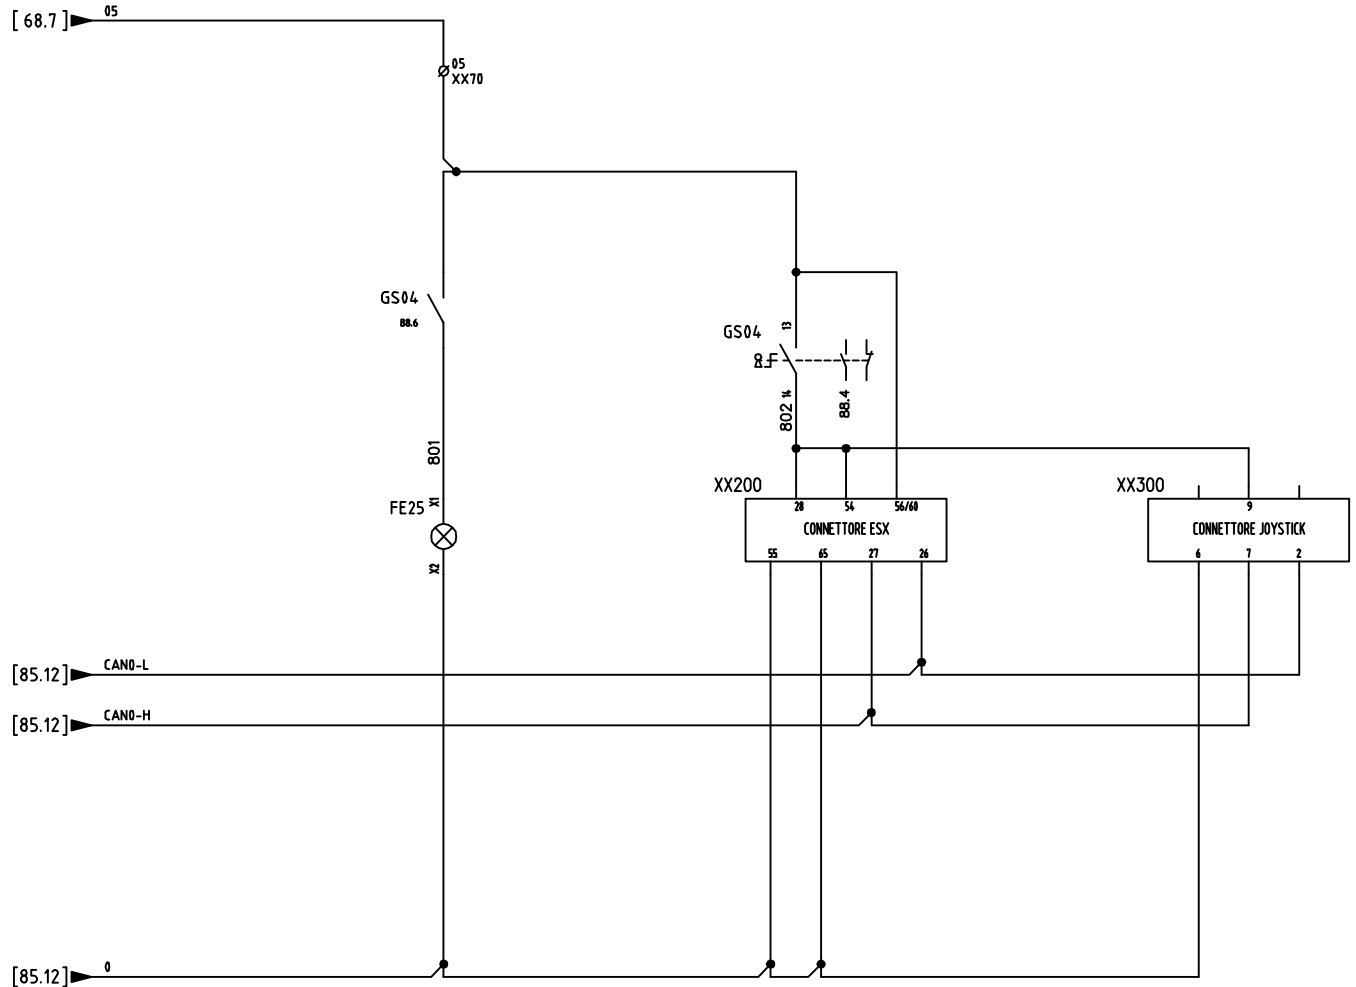 [ 68.7 ]
05
05
XX70
GS04
88.6
GS04
13
14
802
88.4
801
FE25
X1
X2
XX200
28
54
56/60
CONNETTORE ESX
55
65
27
26
XX300
9
CONNETTORE JOYSTICK
6
7
2
[85.12]
CAN0-L
[85.12]
CAN0-H
[85.12]
0